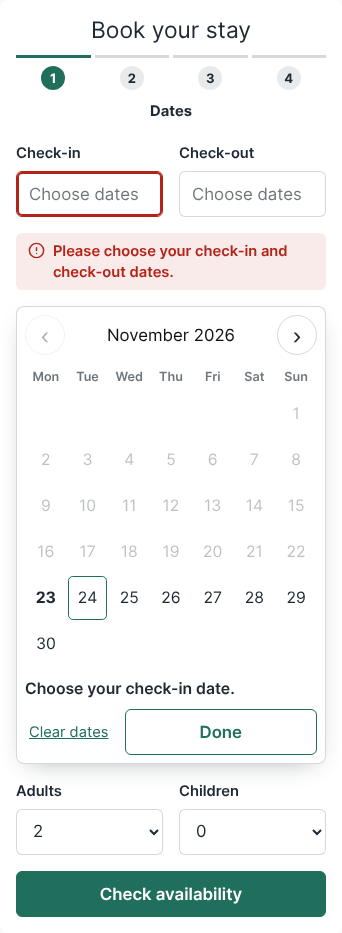 Book your stay
1 2 3 4
Dates
Check-in Check-out
Choose dates Choose dates
Please choose your check-in and
check-out dates.
‹ November 2026 ›
Mon Tue Wed Thu Fri Sat Sun
1
2 3 4 5 6 7 8
9 10 11 12 13 14 15
16 17 18 19 20 21 22
23 24 25 26 27 28 29
30
Choose your check-in date.
Clear dates Done
Adults Children
2 0
Check availability